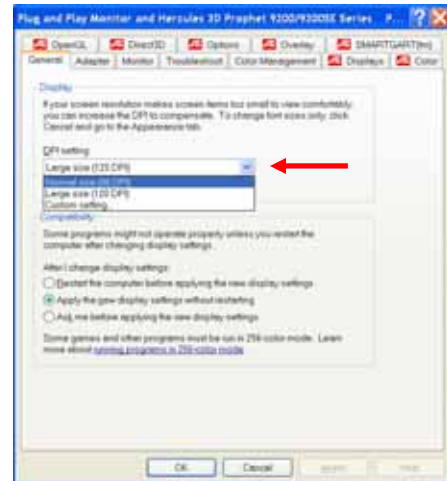 Plug and Play Monitor and Hercules 3D Prophet 9200/9200SE Series P...
OpenGL Direct3D Options Overlay SMARTGART(tm)
General Adapter Monitor Troubleshoot Color Management Displays Color
Display
If your screen resolution makes screen items too small to view comfortably,
you can increase the DPI to compensate. To change font sizes only, click
Cancel and go to the Appearance tab.
DPI setting:
Large size (120 DPI)
Normal size (96 DPI)
Large size (120 DPI)
Custom setting...
Compatibility
Some programs might not operate properly unless you restart the
computer after changing display settings.
After I change display settings:
Restart the computer before applying the new display settings
Apply the new display settings without restarting
Ask me before applying the new display settings
Some games and other programs must be run in 256-color mode. Learn
more about running programs in 256-color mode.
OK Cancel Apply Help